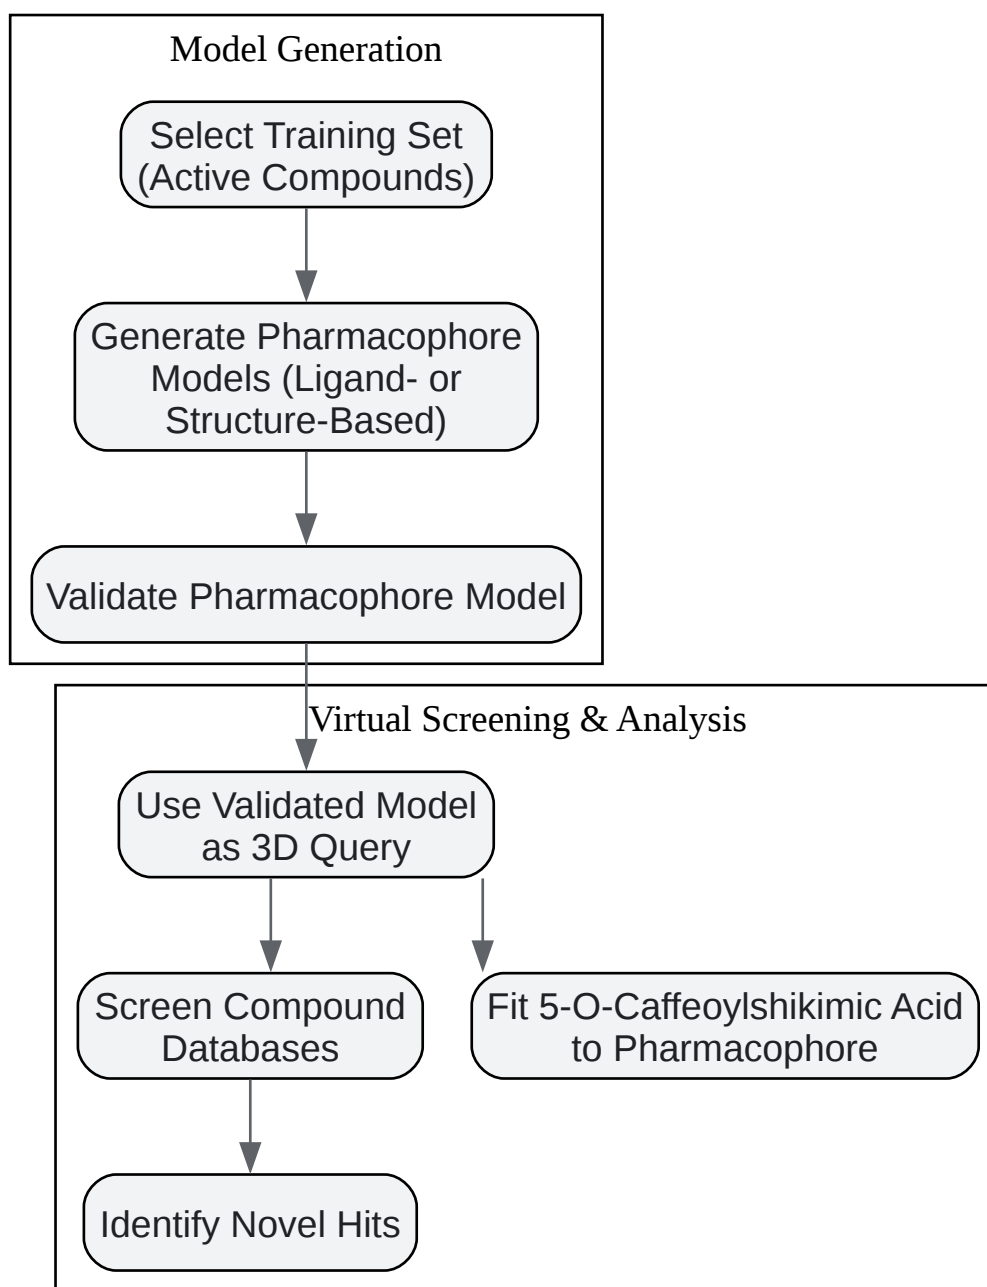 Model Generation
Select Training Set
(Active Compounds)
Generate Pharmacophore
Models (Ligand- or
Structure-Based)
Validate Pharmacophore Model
Virtual Screening & Analysis
Use Validated Model
as 3D Query
Screen Compound
Databases
Fit 5-O-Caffeoylshikimic Acid
to Pharmacophore
Identify Novel Hits